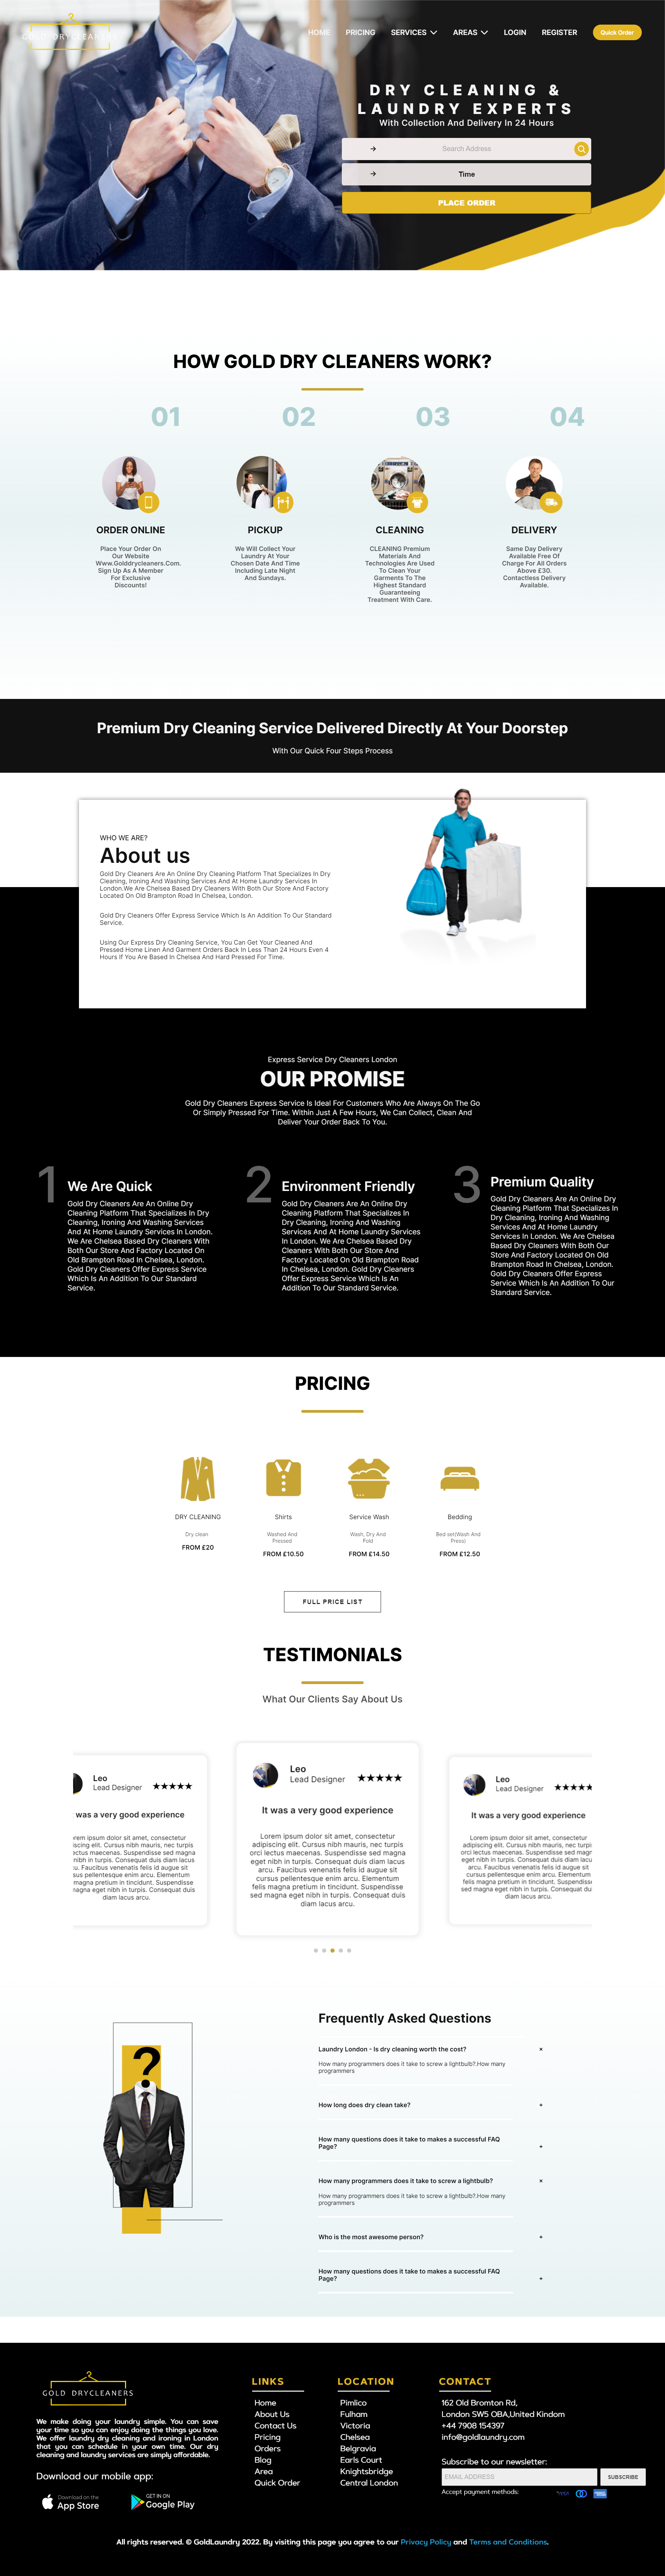 GOLD DRYCLEANERS
HOME PRICING SERVICES AREAS LOGIN REGISTER Quick Order
DRY CLEANING &
LAUNDRY EXPERTS
With Collection And Delivery In 24 Hours
Search Address
Time
PLACE ORDER
HOW GOLD DRY CLEANERS WORK?
01 02 03 04
ORDER ONLINE
Place Your Order On
Our Website
Www.Golddrycleaners.Com.
Sign Up As A Member
For Exclusive
Discounts!
PICKUP
We Will Collect Your
Laundry At Your
Chosen Date And Time
Including Late Night
And Sundays.
CLEANING
CLEANING Premium
Materials And
Technologies Are Used
To Clean Your
Garments To The
Highest Standard
Guaranteeing
Treatment With Care.
DELIVERY
Same Day Delivery
Available Free Of
Charge For All Orders
Above £30.
Contactless Delivery
Available.
Premium Dry Cleaning Service Delivered Directly At Your Doorstep
With Our Quick Four Steps Process
WHO WE ARE?
About us
Gold Dry Cleaners Are An Online Dry Cleaning Platform That Specializes In Dry
Cleaning, Ironing And Washing Services And At Home Laundry Services In
London.We Are Chelsea Based Dry Cleaners With Both Our Store And Factory
Located On Old Brampton Road In Chelsea, London.
Gold Dry Cleaners Offer Express Service Which Is An Addition To Our Standard
Service.
Using Our Express Dry Cleaning Service, You Can Get Your Cleaned And
Pressed Home Linen And Garment Orders Back In Less Than 24 Hours Even 4
Hours If You Are Based In Chelsea And Hard Pressed For Time.
Express Service Dry Cleaners London
OUR PROMISE
Gold Dry Cleaners Express Service Is Ideal For Customers Who Are Always On The Go
Or Simply Pressed For Time. Within Just A Few Hours, We Can Collect, Clean And
Deliver Your Order Back To You.
1
We Are Quick
Gold Dry Cleaners Are An Online Dry
Cleaning Platform That Specializes In Dry
Cleaning, Ironing And Washing Services
And At Home Laundry Services In London.
We Are Chelsea Based Dry Cleaners With
Both Our Store And Factory Located On
Old Brampton Road In Chelsea, London.
Gold Dry Cleaners Offer Express Service
Which Is An Addition To Our Standard
Service.
2
Environment Friendly
Gold Dry Cleaners Are An Online Dry
Cleaning Platform That Specializes In
Dry Cleaning, Ironing And Washing
Services And At Home Laundry Services
In London. We Are Chelsea Based Dry
Cleaners With Both Our Store And
Factory Located On Old Brampton Road
In Chelsea, London. Gold Dry Cleaners
Offer Express Service Which Is An
Addition To Our Standard Service.
3
Premium Quality
Gold Dry Cleaners Are An Online Dry
Cleaning Platform That Specializes In
Dry Cleaning, Ironing And Washing
Services And At Home Laundry
Services In London. We Are Chelsea
Based Dry Cleaners With Both Our
Store And Factory Located On Old
Brampton Road In Chelsea, London.
Gold Dry Cleaners Offer Express
Service Which Is An Addition To Our
Standard Service.
PRICING
DRY CLEANING
Dry clean
FROM £20
Shirts
Washed And
Pressed
FROM £10.50
Service Wash
Wash, Dry And
Fold
FROM £14.50
Bedding
Bed set(Wash And
Press)
FROM £12.50
FULL PRICE LIST
TESTIMONIALS
What Our Clients Say About Us
Leo
Lead Designer
was a very good experience
rem ipsum dolor sit amet, consectetur
iscing elit. Cursus nibh mauris, nec turpis
ctus maecenas. Suspendisse sed magna
nibh in turpis. Consequat duis diam lacus
u. Faucibus venenatis felis id augue sit
sus pellentesque enim arcu. Elementum
magna pretium in tincidunt. Suspendisse
magna eget nibh in turpis. Consequat duis
diam lacus arcu.
Leo
Lead Designer
It was a very good experience
Lorem ipsum dolor sit amet, consectetur
adipiscing elit. Cursus nibh mauris, nec turpis
orci lectus maecenas. Suspendisse sed magna
eget nibh in turpis. Consequat duis diam lacus
arcu. Faucibus venenatis felis id augue sit
cursus pellentesque enim arcu. Elementum
felis magna pretium in tincidunt. Suspendisse
sed magna eget nibh in turpis. Consequat duis
diam lacus arcu.
Leo
Lead Designer
It was a very good experience
Lorem ipsum dolor sit amet, consectetur
adipiscing elit. Cursus nibh mauris, nec turpi
orci lectus maecenas. Suspendisse sed magn
eget nibh in turpis. Consequat duis diam lacu
arcu. Faucibus venenatis felis id augue sit
cursus pellentesque enim arcu. Elementum
felis magna pretium in tincidunt. Suspendiss
sed magna eget nibh in turpis. Consequat du
diam lacus arcu.
?
Frequently Asked Questions
Laundry London - Is dry cleaning worth the cost? ×
How many programmers does it take to screw a lightbulb?.How many
programmers
How long does dry clean take? +
How many questions does it take to makes a successful FAQ
Page? +
How many programmers does it take to screw a lightbulb? ×
How many programmers does it take to screw a lightbulb?.How many
programmers
Who is the most awesome person? +
How many questions does it take to makes a successful FAQ
Page? +
GOLD DRYCLEANERS
We make doing your laundry simple. You can save
your time so you can enjoy doing the things you love.
We offer laundry dry cleaning and ironing in London
that you can schedule in your own time. Our dry
cleaning and laundry services are simply affordable.
Download our mobile app:
Download on the
App Store
GET IN ON
Google Play
LINKS
Home
About Us
Contact Us
Pricing
Orders
Blog
Area
Quick Order
LOCATION
Pimlico
Fulham
Victoria
Chelsea
Belgravia
Earls Court
Knightsbridge
Central London
CONTACT
162 Old Bromton Rd,
London SW5 OBA,United Kindom
+44 7908 154397
info@goldlaundry.com
Subscribe to our newsletter:
EMAIL ADDRESS SUBSCRIBE
Accept payment methods:
All rights reserved. © GoldLaundry 2022. By visiting this page you agree to our Privacy Policy and Terms and Conditions.